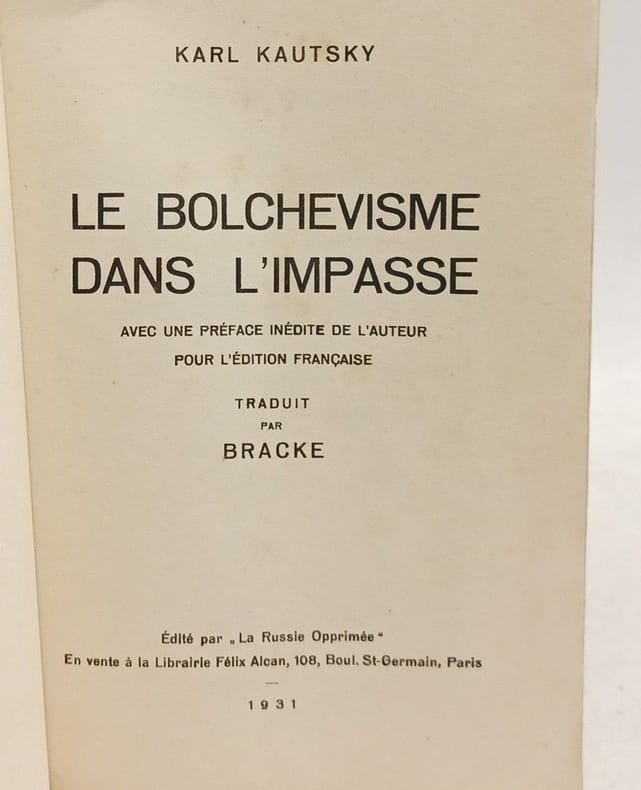 KARL KAUTSKY
LE BOLCHEVISME
DANS L'IMPASSE
AVEC UNE PRÉFACE INÉDITE DE L'AUTEUR
POUR L'ÉDITION FRANÇAISE
TRADUIT
PAR
BRACKE
Édité par „La Russie Opprimée“
En vente à la Librairie Félix Alcan, 108, Boul. St-Germain, Paris
1931